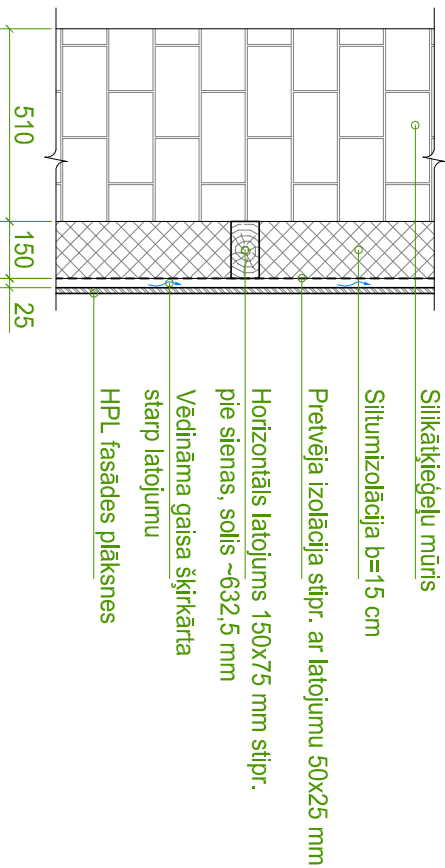 Silikātķieģeļu mūris
Siltumizolācija b=15 cm
Pretvēja izolācija stipr. ar latojumu 50x25 mm
Horizontāls latojums 150x75 mm stipr.
pie sienas, solis ~632,5 mm
Vēdināma gaisa šķirkārta
starp latojumu
HPL fasādes plāksnes
510
150
25